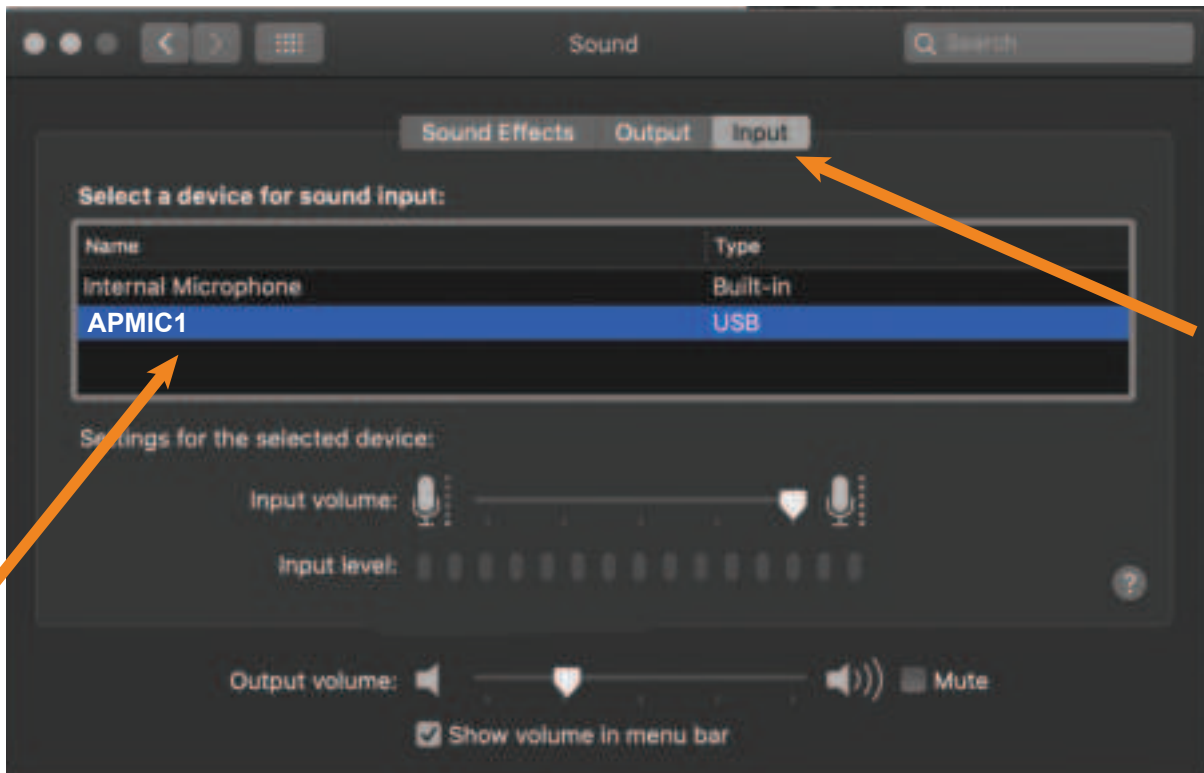 Sound
Search
Sound Effects Output Input
Select a device for sound input:
Name Type
Internal Microphone Built-in
APMIC1 USB
Settings for the selected device:
Input volume:
Input level:
?
Output volume: Mute
Show volume in menu bar